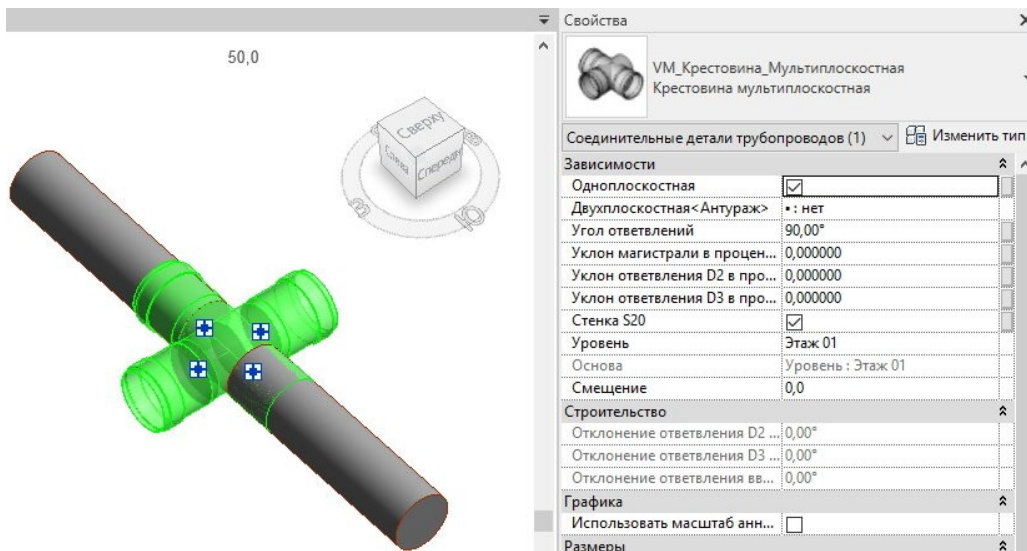 50,0
Сверху
Слева
Спереди
З
Ю
Свойства
VM_Крестовина_Мультиплоскостная
Крестовина мультиплоскостная
Соединительные детали трубопроводов (1)
Изменить тип
Зависимости
Одноплоскостная
Двухплоскостная<Антураж> ▪ : нет
Угол ответвлений 90,00°
Уклон магистрали в процен... 0,000000
Уклон ответвления D2 в про... 0,000000
Уклон ответвления D3 в про... 0,000000
Стенка S20
Уровень Этаж 01
Основа Уровень : Этаж 01
Смещение 0,0
Строительство
Отклонение ответвления D2 ... 0,00°
Отклонение ответвления D3 ... 0,00°
Отклонение ответвления вв... 0,00°
Графика
Использовать масштаб анн...
Размеры